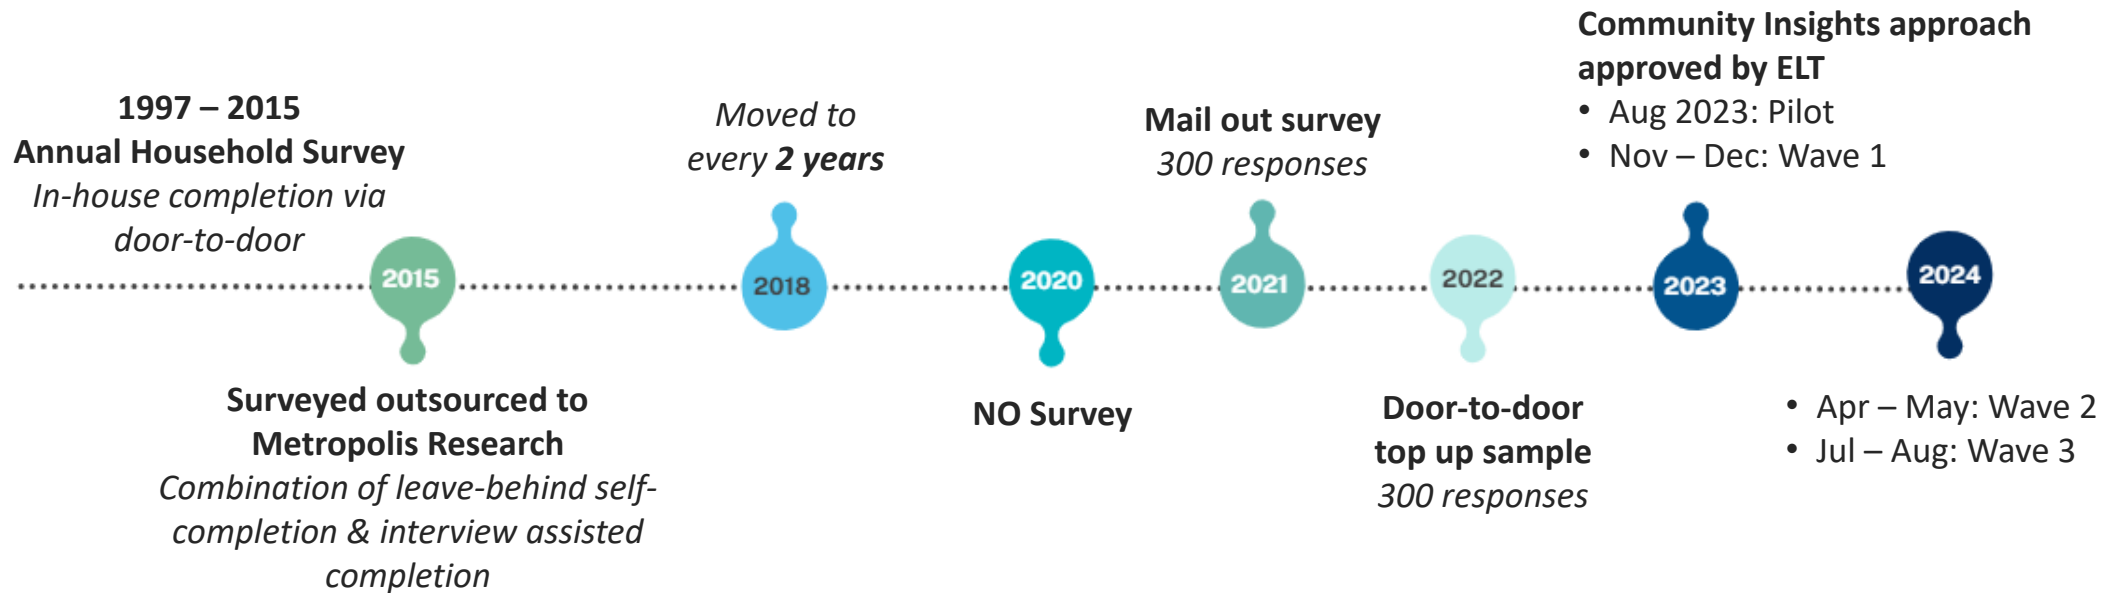 1997 – 2015
Annual Household Survey
In-house completion via
door-to-door
2015
Surveyed outsourced to
Metropolis Research
Combination of leave-behind self-
completion & interview assisted
completion
Moved to
every 2 years
2018
2020
NO Survey
Mail out survey
300 responses
2021
2022
Door-to-door
top up sample
300 responses
Community Insights approach
approved by ELT
• Aug 2023: Pilot
• Nov – Dec: Wave 1
2023
2024
• Apr – May: Wave 2
• Jul – Aug: Wave 3